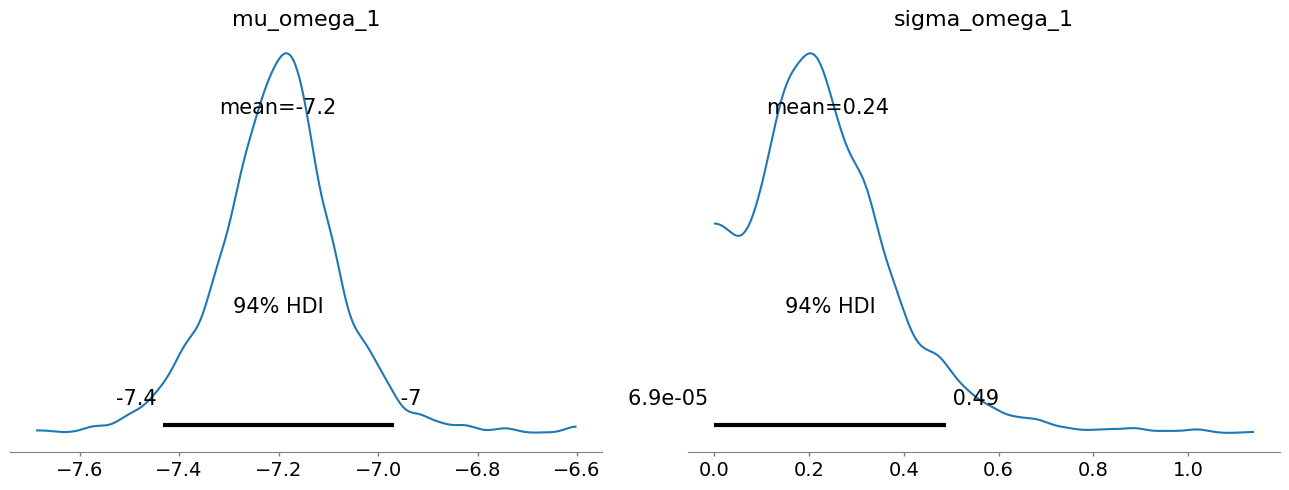 mu_omega_1
mean=-7.2
94% HDI
-7.4
-7
−7.6
−7.4
−7.2
−7.0
−6.8
−6.6
sigma_omega_1
mean=0.24
94% HDI
6.9e-05
0.49
0.0
0.2
0.4
0.6
0.8
1.0